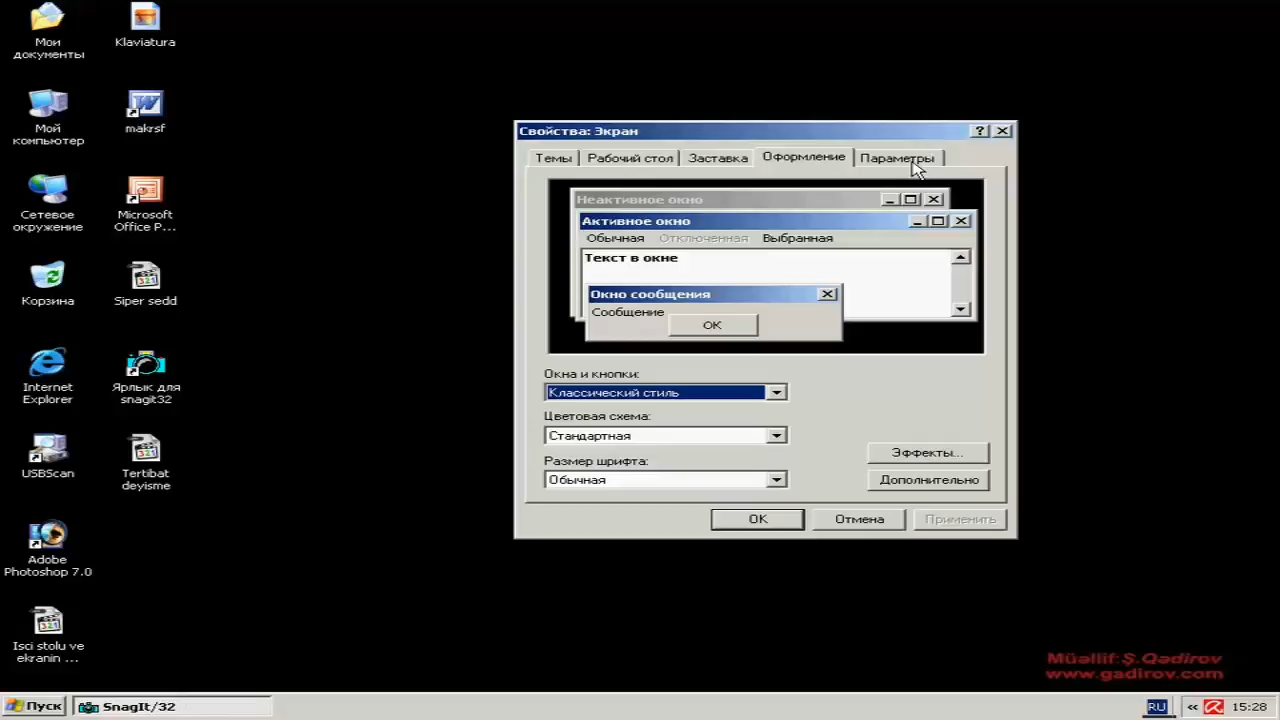 Мои
документы
Klaviatura
Мой
компьютер
makrsf
Сетевое
окружение
Microsoft
Office P...
Корзина
Siper sedd
Internet
Explorer
Ярлык для
snagit32
USBScan
Tertibat
deyisme
Adobe
Photoshop 7.0
Isci stolu ve
ekranin ...
Свойства: Экран
Темы Рабочий стол Заставка Оформление Параметры
Неактивное окно
Активное окно
Обычная Отключенная Выбранная
Текст в окне
Окно сообщения
Сообщение
OK
Окна и кнопки:
Классический стиль
Цветовая схема:
Стандартная
Размер шрифта:
Обычная
Эффекты...
Дополнительно
OK Отмена Применить
Müəllif:Ş.Qədirov
www.gadirov.com
Пуск SnagIt/32 RU « 15:28